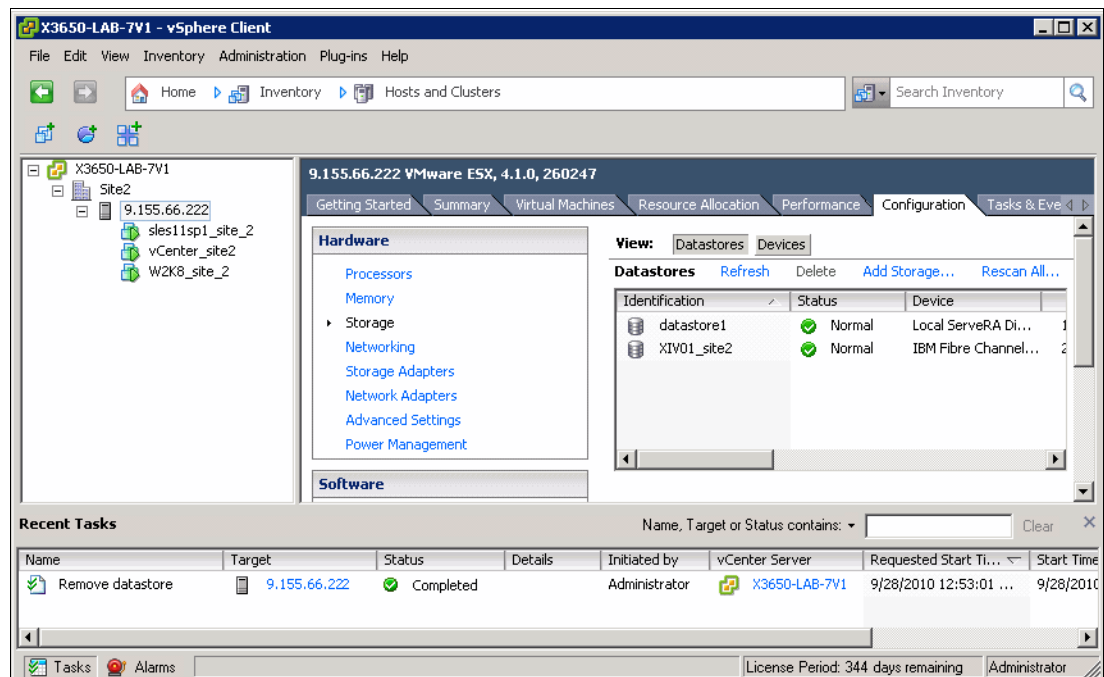 X3650-LAB-7V1 - vSphere Client
File Edit View Inventory Administration Plug-ins Help
Home Inventory Hosts and Clusters
Search Inventory
X3650-LAB-7V1
Site2
9.155.66.222
sles11sp1_site_2
vCenter_site2
W2K8_site_2
9.155.66.222 VMware ESX, 4.1.0, 260247
Getting Started Summary Virtual Machines Resource Allocation Performance Configuration Tasks & Eve
Hardware
Processors
Memory
Storage
Networking
Storage Adapters
Network Adapters
Advanced Settings
Power Management
Software
View: Datastores Devices
Datastores Refresh Delete Add Storage... Rescan All...
Identification Status Device
datastore1 Normal Local ServeRA Di... 1
XIV01_site2 Normal IBM Fibre Channel... 2
Recent Tasks
Name, Target or Status contains: Clear
Name Target Status Details Initiated by vCenter Server Requested Start Ti... Start Time
Remove datastore 9.155.66.222 Completed Administrator X3650-LAB-7V1 9/28/2010 12:53:01 ... 9/28/2010
Tasks Alarms License Period: 344 days remaining Administrator